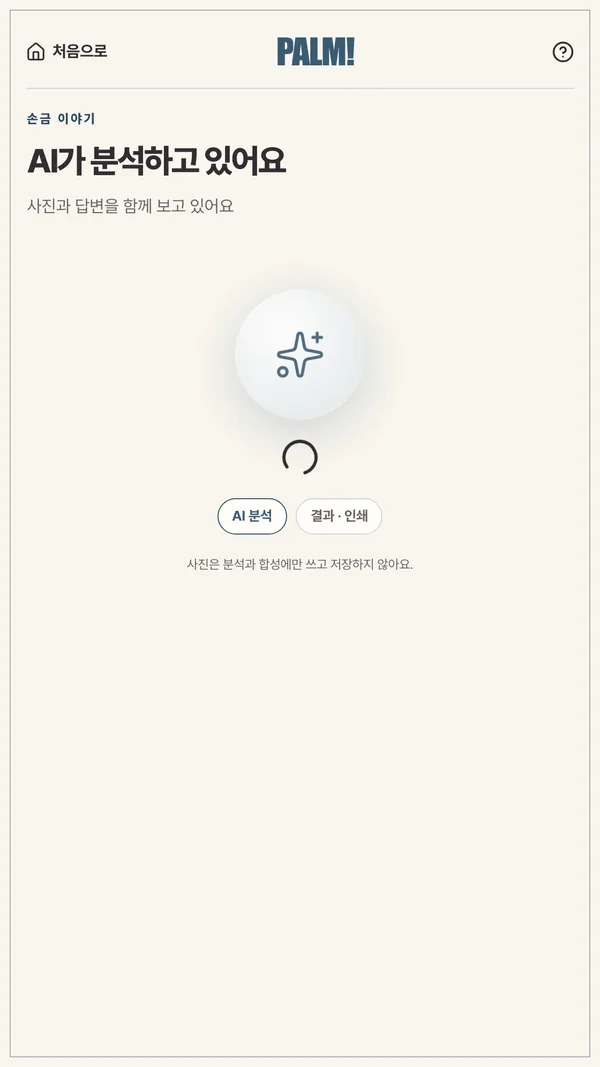 처음으로
PALM!
손금 이야기
AI가 분석하고 있어요
사진과 답변을 함께 보고 있어요
AI 분석
결과 · 인쇄
사진은 분석과 합성에만 쓰고 저장하지 않아요.